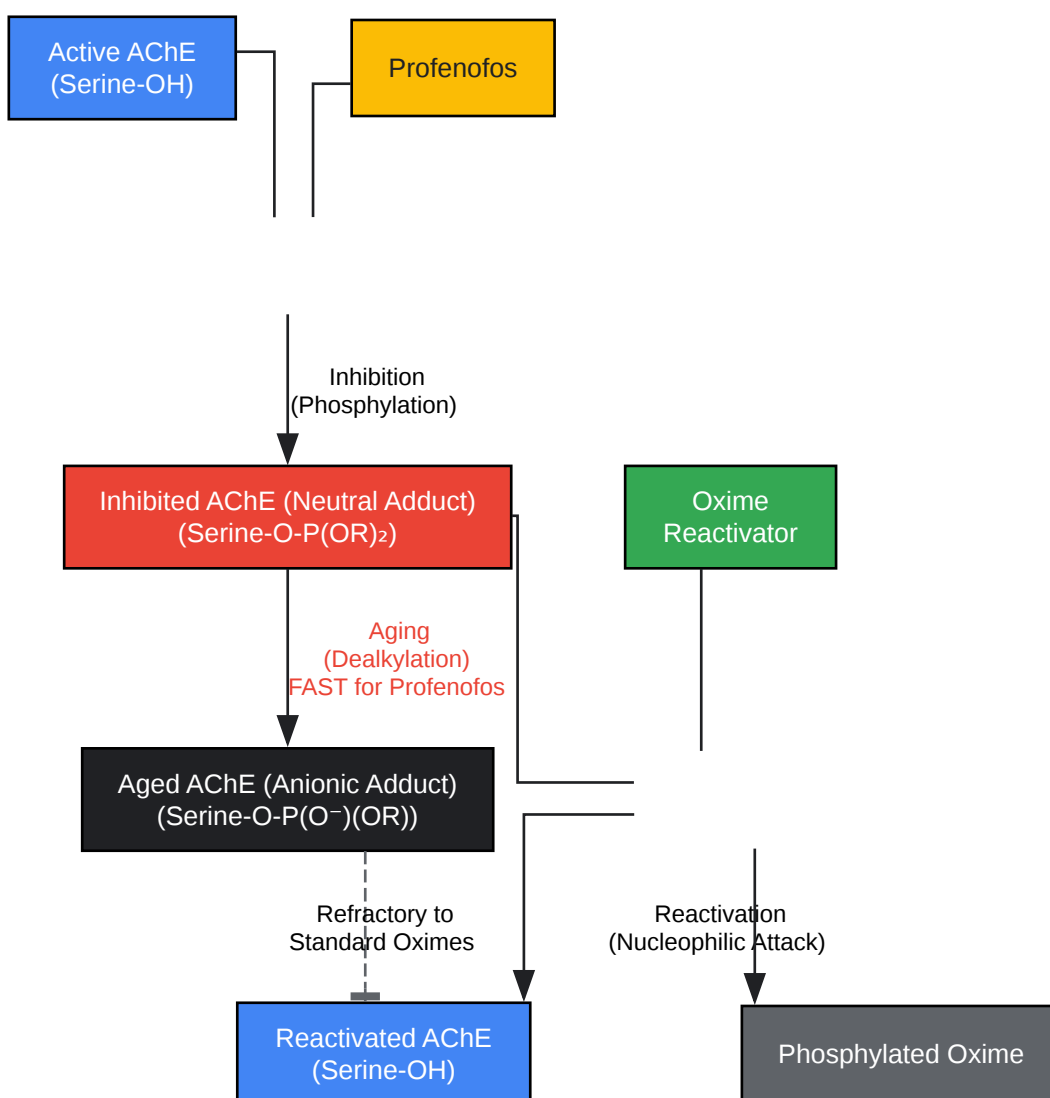 Active AChE
(Serine-OH)
Profenofos
Inhibition
(Phosphylation)
Inhibited AChE (Neutral Adduct)
(Serine-O-P(OR)₂)
Oxime
Reactivator
Aging
(Dealkylation)
FAST for Profenofos
Aged AChE (Anionic Adduct)
(Serine-O-P(O⁻)(OR))
Refractory to
Standard Oximes
Reactivation
(Nucleophilic Attack)
Reactivated AChE
(Serine-OH)
Phosphylated Oxime